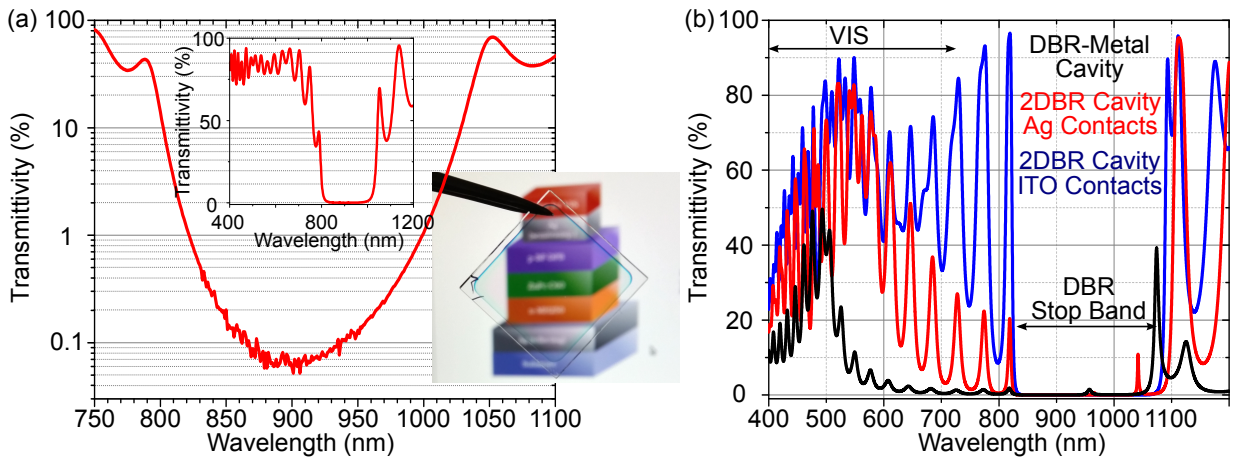 (a)
100
10
1
0.1
Transmittivity (%)
750 800 850 900 950 1000 1050 1100
Wavelength (nm)
100
50
0
Transmittivity (%)
400 800 1200
Wavelength (nm)
(b)
100
80
60
40
20
0
Transmittivity (%)
VIS
DBR-Metal
Cavity
2DBR Cavity
Ag Contacts
2DBR Cavity
ITO Contacts
DBR
Stop Band
400 500 600 700 800 900 1000 1100
Wavelength (nm)